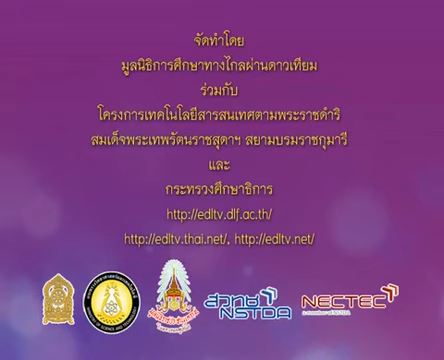 จัดทำโดย
มูลนิธิการศึกษาทางไกลผ่านดาวเทียม
ร่วมกับ
โครงการเทคโนโลยีสารสนเทศตามพระราชดำริ
สมเด็จพระเทพรัตนราชสุดาฯ สยามบรมราชกุมารี
และ
กระทรวงศึกษาธิการ
http://edltv.dlf.ac.th/
http://edltv.thai.net/, http://edltv.net/
สวทช
NSTDA
NECTEC
a member of NSTDA